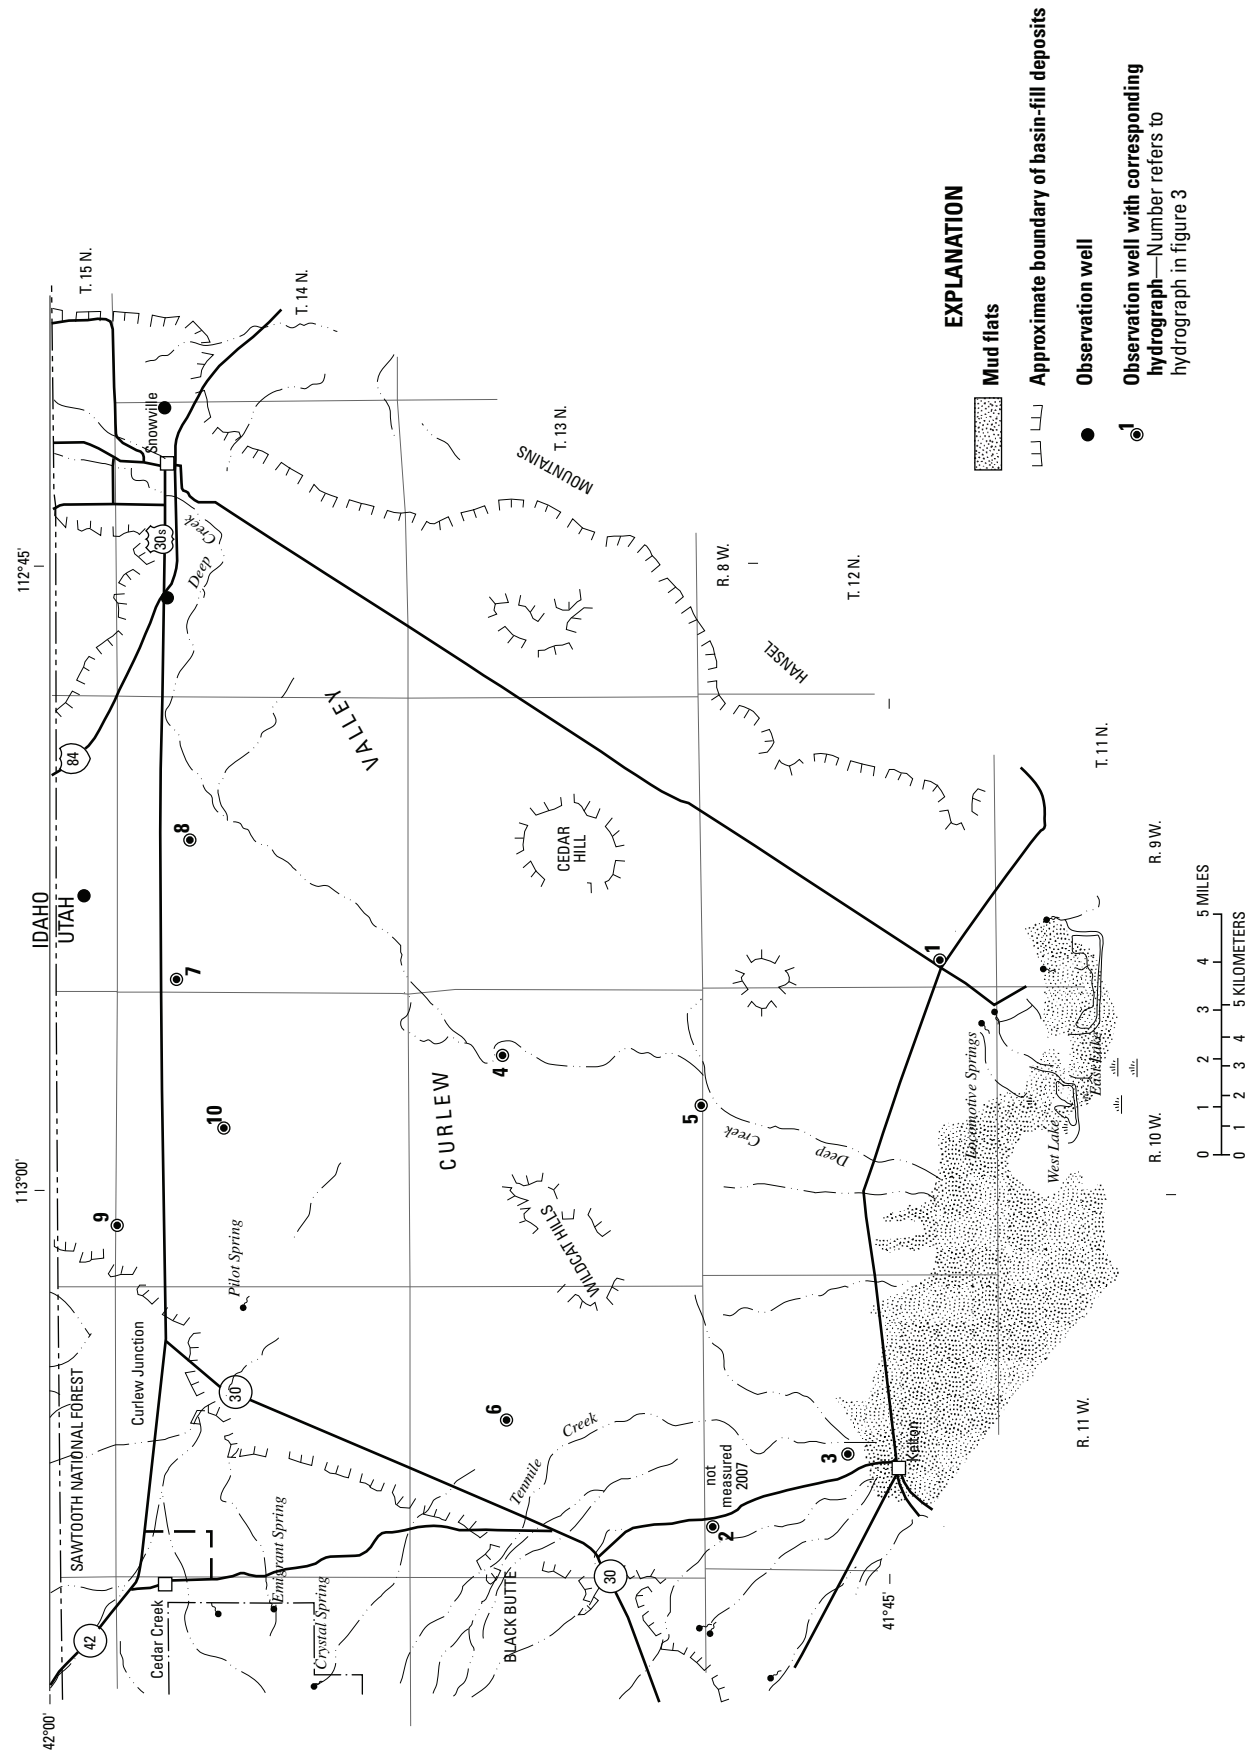 42°00'
113°00'
112°45'
IDAHO
UTAH
SAWTOOTH NATIONAL FOREST
42
84
30s
30
30
T. 15 N.
T. 14 N.
T. 13 N.
T. 12 N.
T. 11 N.
Snowville
Deep
Creek
Curlew Junction
Cedar Creek
Pilot Spring
Emigrant Spring
Crystal Spring
9
10
7
8
CURLEW
VALLEY
HANSEL
MOUNTAINS
CEDAR
HILL
WILDCAT HILLS
BLACK BUTTE
Tenmile
Creek
6
4
5
Deep
Creek
not
measured
2007
2
3
1
Kelton
Locomotive Springs
West Lake
East Lake
41°45'
R. 11 W.
R. 10 W.
R. 9 W.
R. 8 W.
0 1 2 3 4 5 MILES
0 1 2 3 4 5 KILOMETERS
EXPLANATION
Mud flats
Approximate boundary of basin-fill deposits
Observation well
1
Observation well with corresponding
hydrograph—Number refers to
hydrograph in figure 3